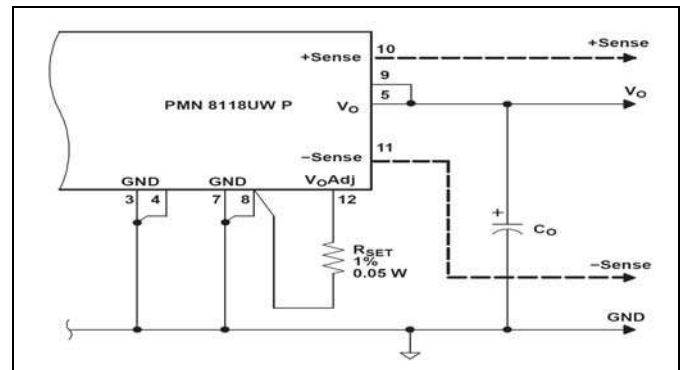 +Sense
10
+Sense
9
PMN 8118UW P
VO
5
VO
–Sense
11
GND
GND
VOAdj
3
4
7
8
12
RSET
1%
0.05 W
+
CO
–Sense
GND